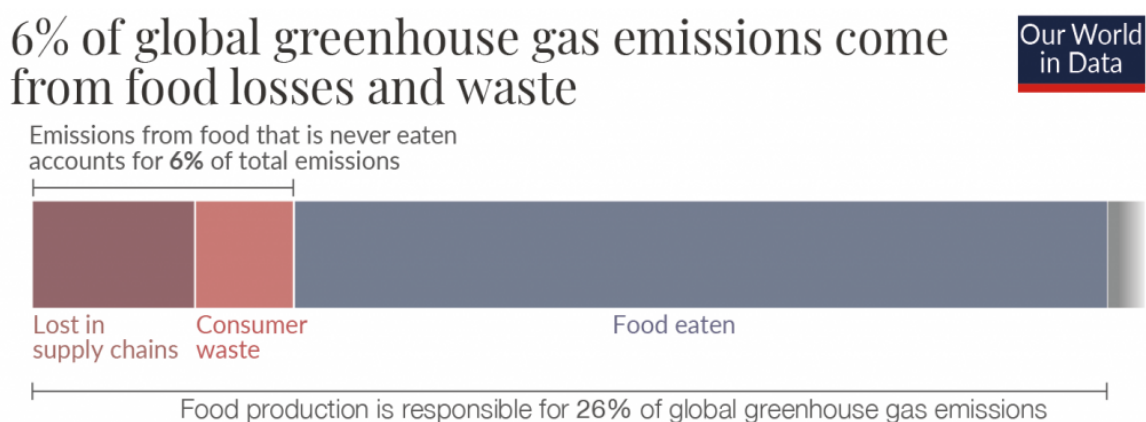 6% of global greenhouse gas emissions come
from food losses and waste
Our World
in Data
Emissions from food that is never eaten
accounts for 6% of total emissions
Lost in
supply chains
Consumer
waste
Food eaten
Food production is responsible for 26% of global greenhouse gas emissions